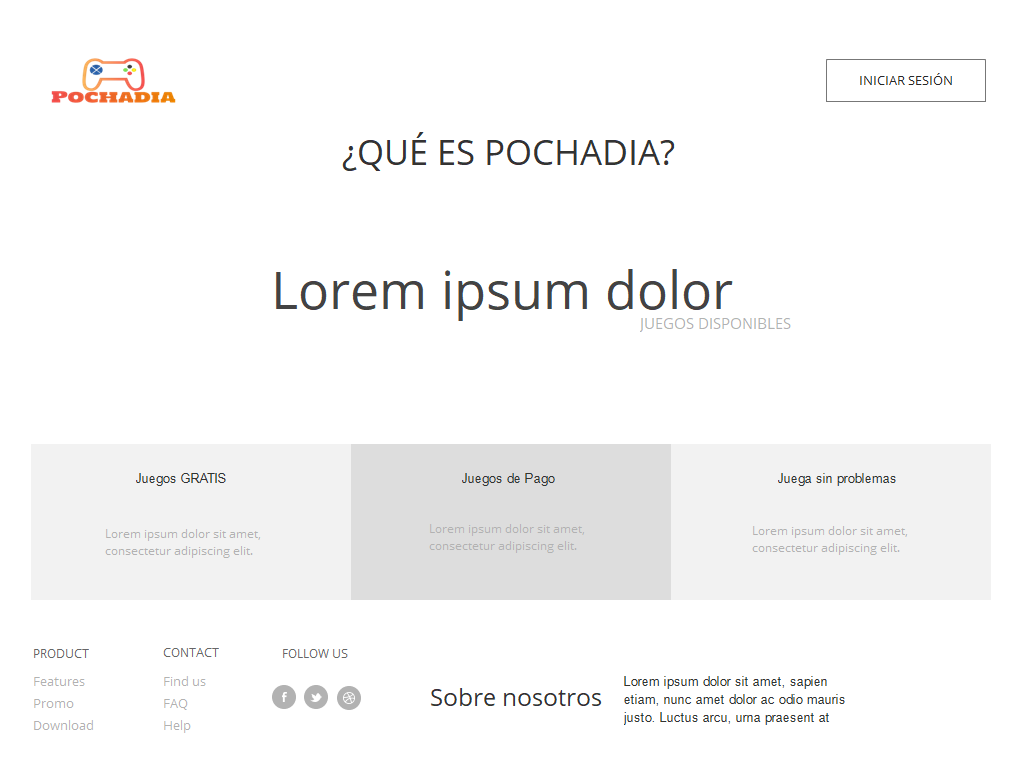 POCHADIA
INICIAR SESIÓN
¿QUÉ ES POCHADIA?
Lorem ipsum dolor
JUEGOS DISPONIBLES
Juegos GRATIS
Lorem ipsum dolor sit amet,
consectetur adipiscing elit.
Juegos de Pago
Lorem ipsum dolor sit amet,
consectetur adipiscing elit.
Juega sin problemas
Lorem ipsum dolor sit amet,
consectetur adipiscing elit.
PRODUCT
Features
Promo
Download
CONTACT
Find us
FAQ
Help
FOLLOW US
Sobre nosotros
Lorem ipsum dolor sit amet, sapien
etiam, nunc amet dolor ac odio mauris
justo. Luctus arcu, urna praesent at